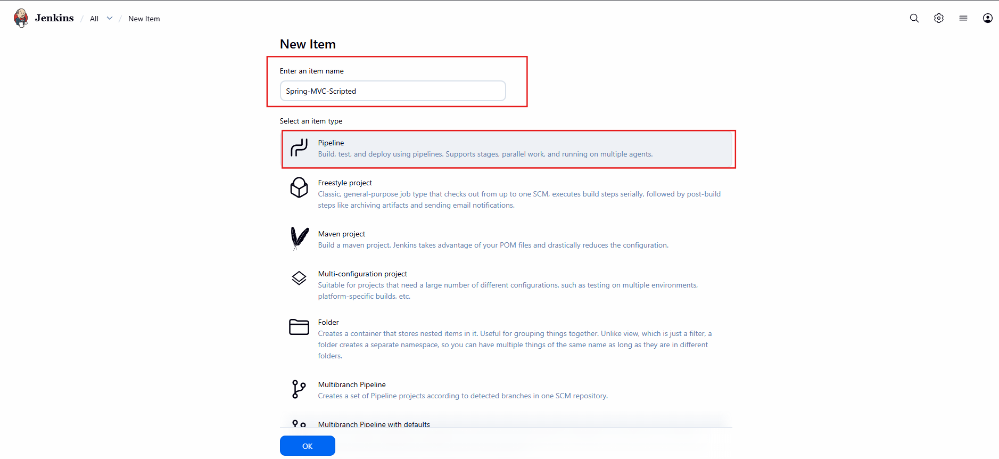 Jenkins / All / New Item
New Item
Enter an item name
Spring-MVC-Scripted
Select an item type
Pipeline
Build, test, and deploy using pipelines. Supports stages, parallel work, and running on multiple agents.
Freestyle project
Classic, general-purpose job type that checks out from up to one SCM, executes build steps serially, followed by post-build
steps like archiving artifacts and sending email notifications.
Maven project
Build a maven project. Jenkins takes advantage of your POM files and drastically reduces the configuration.
Multi-configuration project
Suitable for projects that need a large number of different configurations, such as testing on multiple environments,
platform-specific builds, etc.
Folder
Creates a container that stores nested items in it. Useful for grouping things together. Unlike view, which is just a filter, a
folder creates a separate namespace, so you can have multiple things of the same name as long as they are in different
folders.
Multibranch Pipeline
Creates a set of Pipeline projects according to detected branches in one SCM repository.
Multibranch Pipeline with defaults
OK